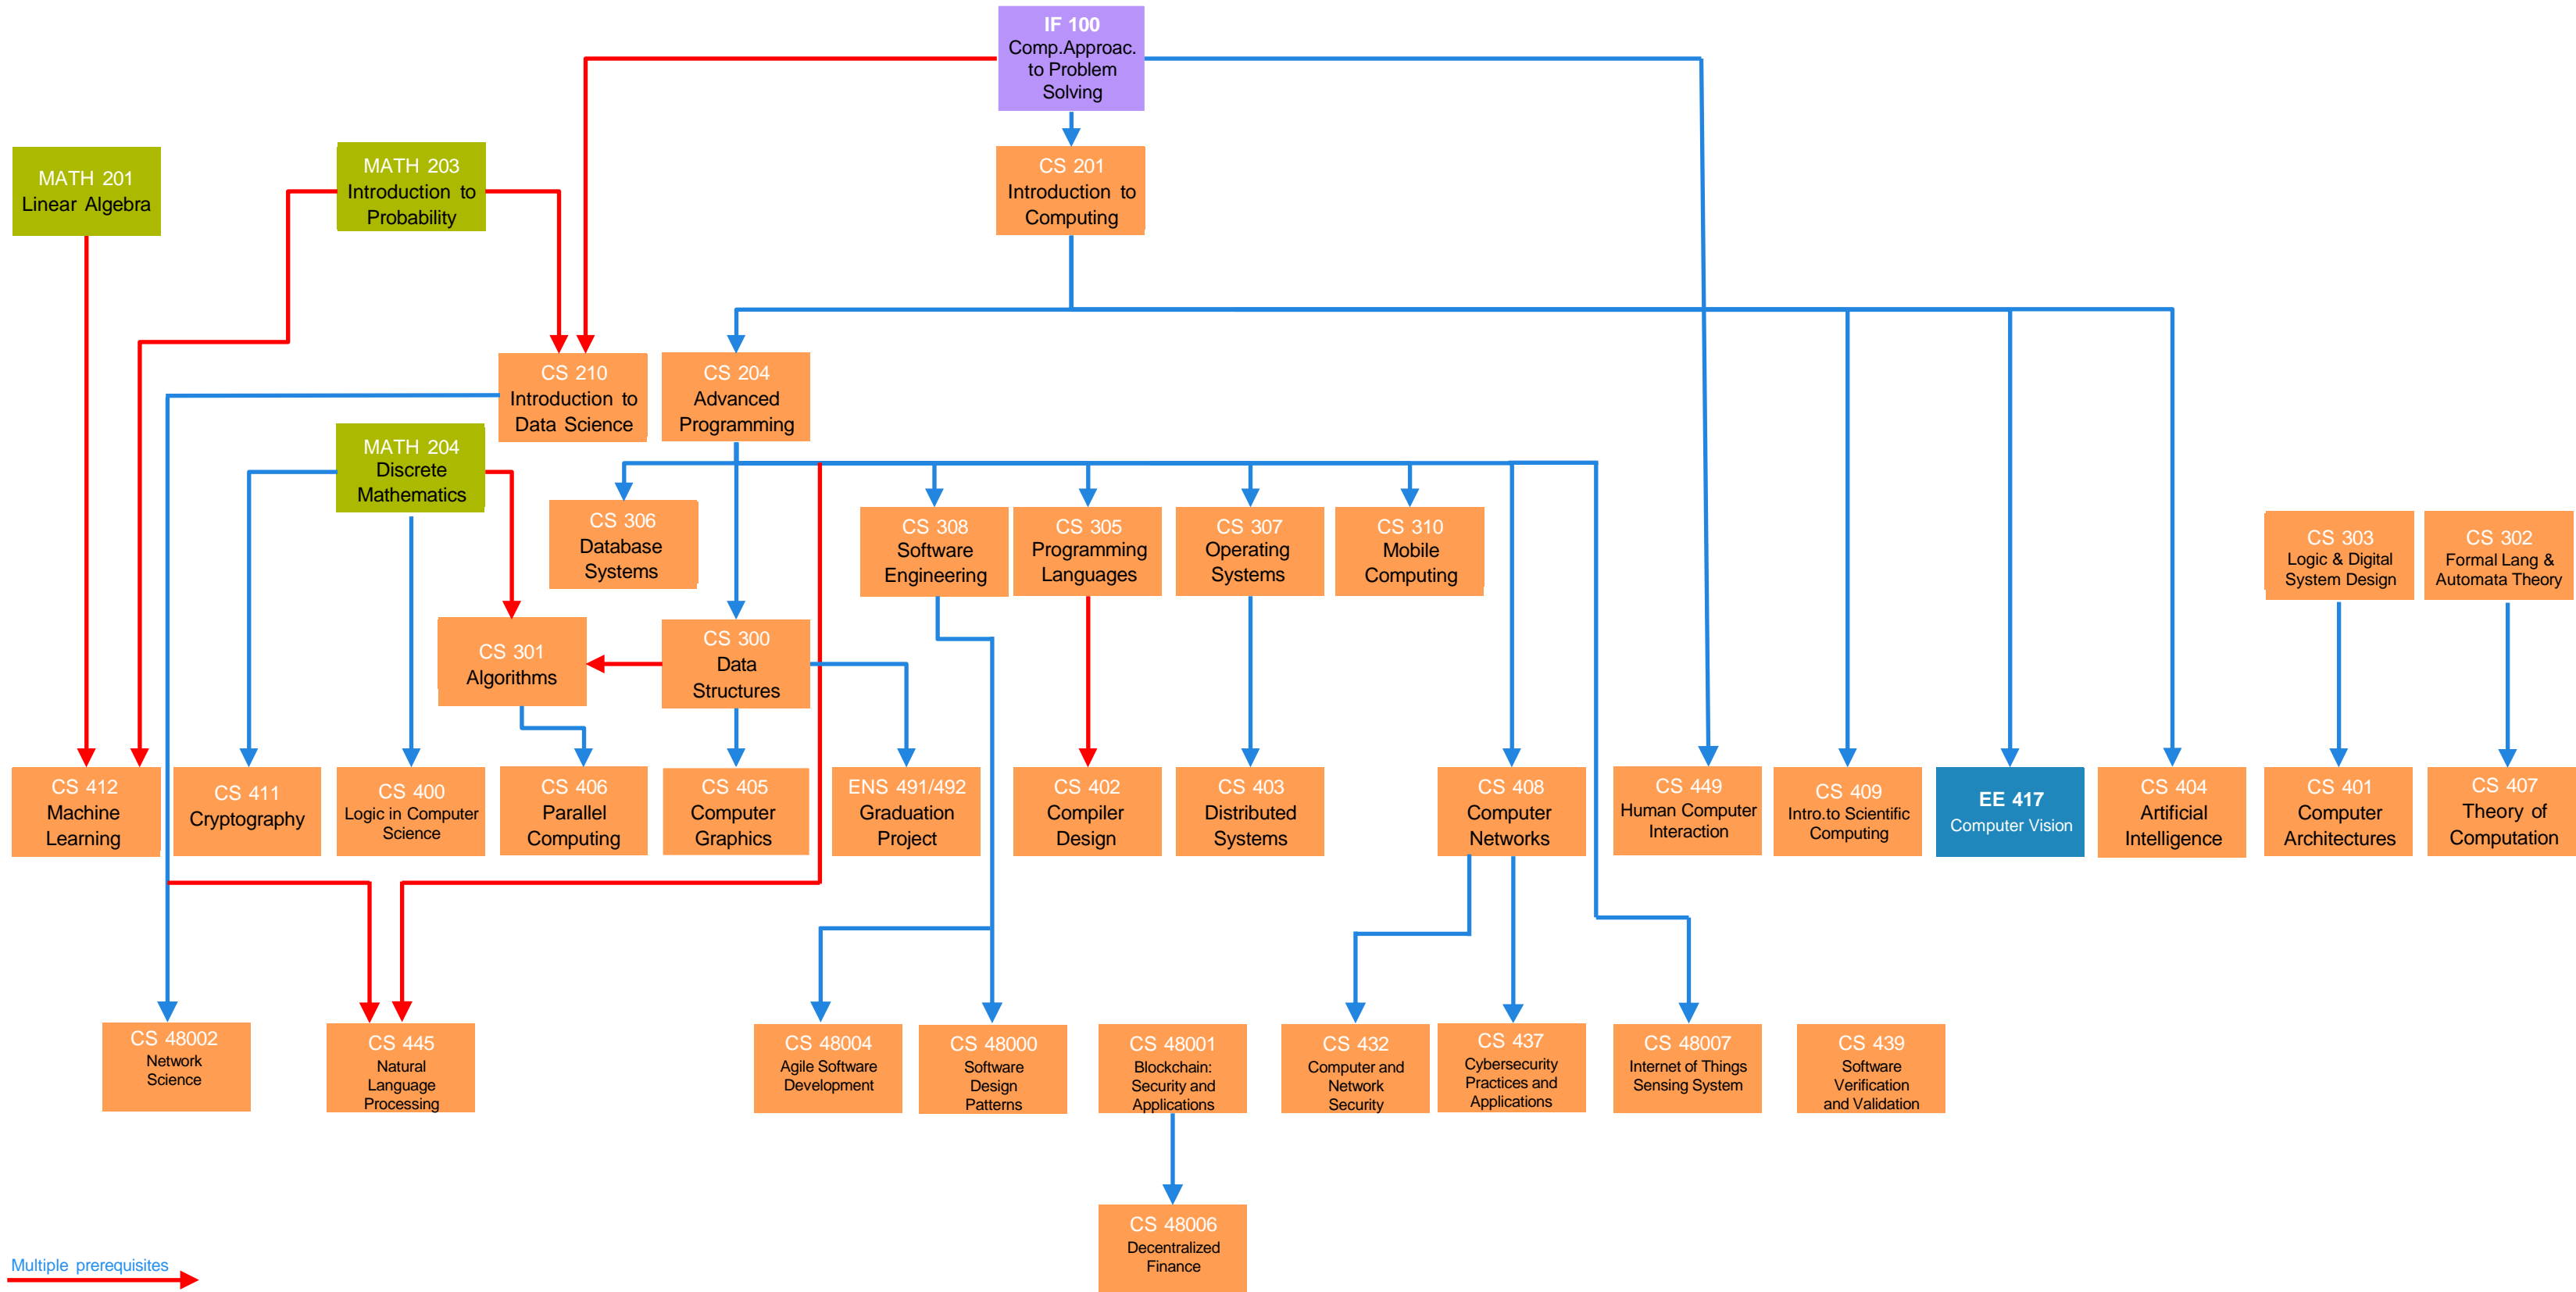 IF 100
Comp.Approac.
to Problem
Solving
MATH 201
Linear Algebra
MATH 203
Introduction to
Probability
CS 201
Introduction to
Computing
CS 210
Introduction to
Data Science
CS 204
Advanced
Programming
MATH 204
Discrete
Mathematics
CS 306
Database
Systems
CS 308
Software
Engineering
CS 305
Programming
Languages
CS 307
Operating
Systems
CS 310
Mobile
Computing
CS 303
Logic & Digital
System Design
CS 302
Formal Lang &
Automata Theory
CS 301
Algorithms
CS 300
Data
Structures
CS 412
Machine
Learning
CS 411
Cryptography
CS 400
Logic in Computer
Science
CS 406
Parallel
Computing
CS 405
Computer
Graphics
ENS 491/492
Graduation
Project
CS 402
Compiler
Design
CS 403
Distributed
Systems
CS 408
Computer
Networks
CS 449
Human Computer
Interaction
CS 409
Intro.to Scientific
Computing
EE 417
Computer Vision
CS 404
Artificial
Intelligence
CS 401
Computer
Architectures
CS 407
Theory of
Computation
CS 48002
Network
Science
CS 445
Natural
Language
Processing
CS 48004
Agile Software
Development
CS 48000
Software
Design
Patterns
CS 48001
Blockchain:
Security and
Applications
CS 432
Computer and
Network
Security
CS 437
Cybersecurity
Practices and
Applications
CS 48007
Internet of Things
Sensing System
CS 439
Software
Verification
and Validation
CS 48006
Decentralized
Finance
Multiple prerequisites